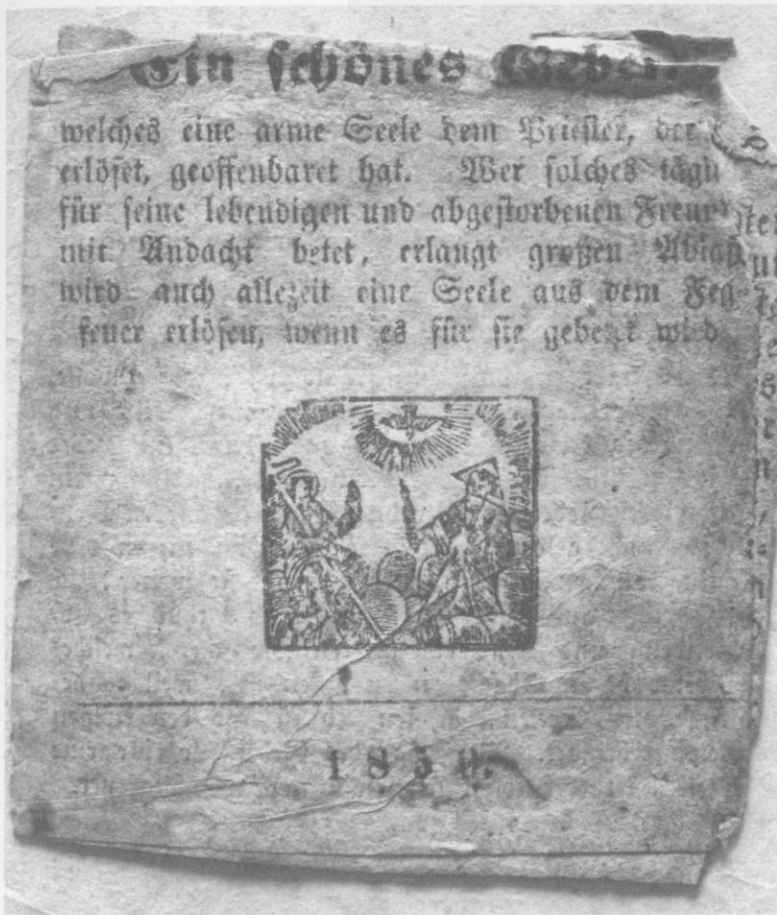 Ein schönes Gebet,
welches eine arme Seele dem Priester, der
erlöset, geoffenbaret hat. Wer solches tägli
für seine lebendigen und abgestorbenen Freun
mit Andacht betet, erlangt großen Ablaß
wird auch allezeit eine Seele aus dem Feg-
feuer erlösen, wenn es für sie gebetet wird
1850.